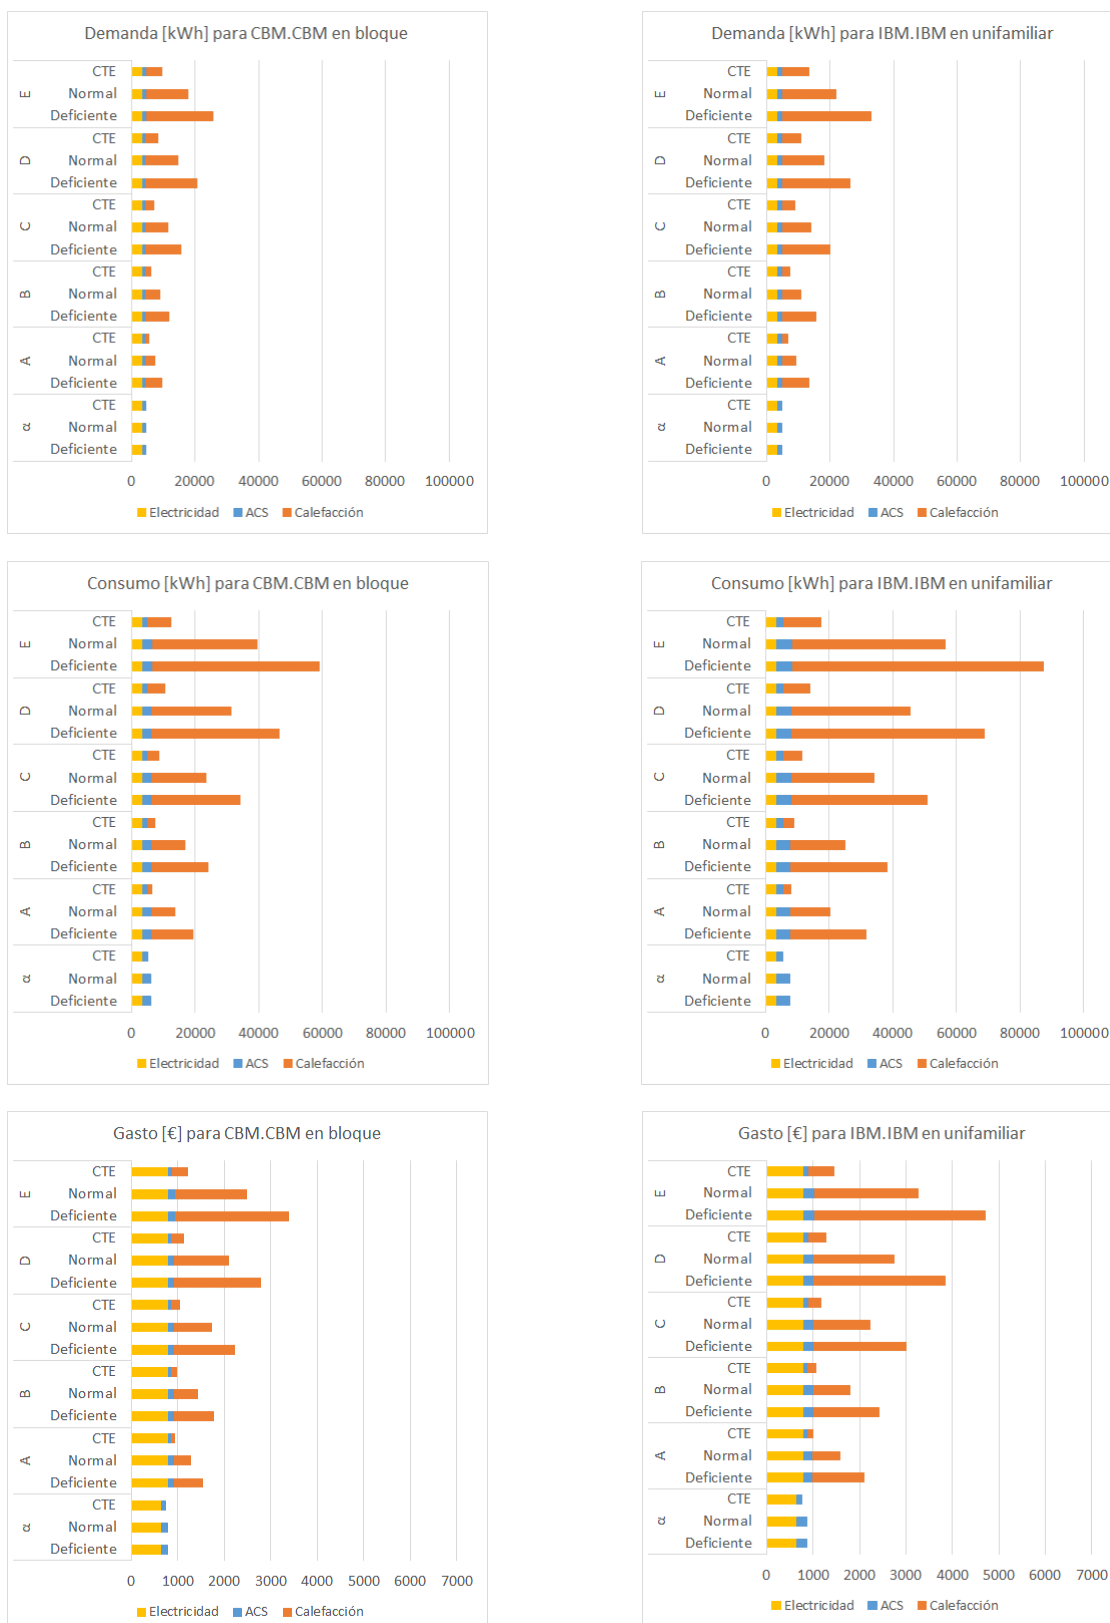 Demanda [kWh] para CBM.CBM en bloque
E
CTE
Normal
Deficiente
D
CTE
Normal
Deficiente
C
CTE
Normal
Deficiente
B
CTE
Normal
Deficiente
A
CTE
Normal
Deficiente
α
CTE
Normal
Deficiente
0 20000 40000 60000 80000 100000
Electricidad ACS Calefacción
Demanda [kWh] para IBM.IBM en unifamiliar
E
CTE
Normal
Deficiente
D
CTE
Normal
Deficiente
C
CTE
Normal
Deficiente
B
CTE
Normal
Deficiente
A
CTE
Normal
Deficiente
α
CTE
Normal
Deficiente
0 20000 40000 60000 80000 100000
Electricidad ACS Calefacción
Consumo [kWh] para CBM.CBM en bloque
E
CTE
Normal
Deficiente
D
CTE
Normal
Deficiente
C
CTE
Normal
Deficiente
B
CTE
Normal
Deficiente
A
CTE
Normal
Deficiente
α
CTE
Normal
Deficiente
0 20000 40000 60000 80000 100000
Electricidad ACS Calefacción
Consumo [kWh] para IBM.IBM en unifamiliar
E
CTE
Normal
Deficiente
D
CTE
Normal
Deficiente
C
CTE
Normal
Deficiente
B
CTE
Normal
Deficiente
A
CTE
Normal
Deficiente
α
CTE
Normal
Deficiente
0 20000 40000 60000 80000 100000
Electricidad ACS Calefacción
Gasto [€] para CBM.CBM en bloque
E
CTE
Normal
Deficiente
D
CTE
Normal
Deficiente
C
CTE
Normal
Deficiente
B
CTE
Normal
Deficiente
A
CTE
Normal
Deficiente
α
CTE
Normal
Deficiente
0 1000 2000 3000 4000 5000 6000 7000
Electricidad ACS Calefacción
Gasto [€] para IBM.IBM en unifamiliar
E
CTE
Normal
Deficiente
D
CTE
Normal
Deficiente
C
CTE
Normal
Deficiente
B
CTE
Normal
Deficiente
A
CTE
Normal
Deficiente
α
CTE
Normal
Deficiente
0 1000 2000 3000 4000 5000 6000 7000
Electricidad ACS Calefacción